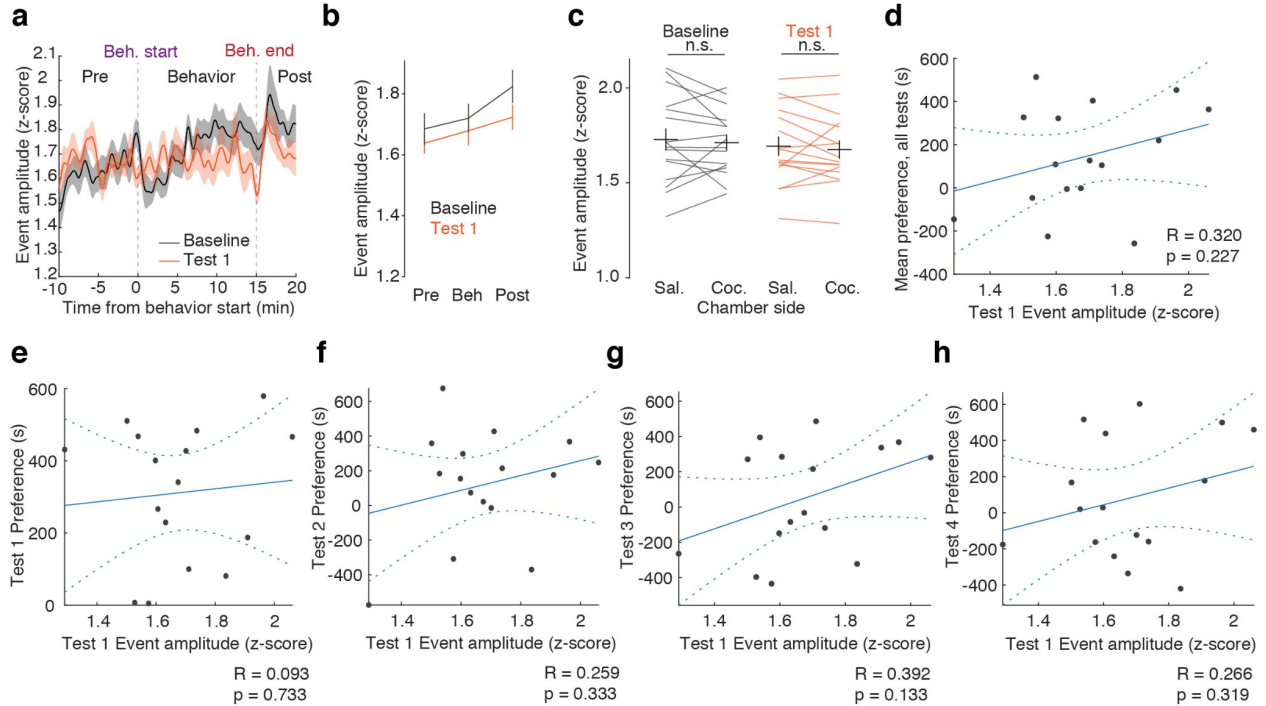 a
Beh. start
Beh. end
2.1
2
1.9
1.8
1.7
1.6
1.5
1.4
1.3
1.2
Pre
Behavior
Post
Event amplitude (z-score)
Baseline
Test 1
-10
-5
0
5
10
15
20
Time from behavior start (min)
b
Event amplitude (z-score)
1.8
1.6
1.4
1.2
Baseline
Test 1
Pre Beh Post
c
Baseline
n.s.
Test 1
n.s.
Event amplitude (z-score)
2.0
1.5
1.0
Sal. Coc. Sal. Coc.
Chamber side
d
Mean preference, all tests (s)
600
400
200
0
-200
-400
R = 0.320
p = 0.227
1.4 1.6 1.8 2
Test 1 Event amplitude (z-score)
e
Test 1 Preference (s)
600
400
200
0
1.4 1.6 1.8 2
Test 1 Event amplitude (z-score)
R = 0.093
p = 0.733
f
Test 2 Preference (s)
600
400
200
0
-200
-400
1.4 1.6 1.8 2
Test 1 Event amplitude (z-score)
R = 0.259
p = 0.333
g
Test 3 Preference (s)
600
400
200
0
-200
-400
1.4 1.6 1.8 2
Test 1 Event amplitude (z-score)
R = 0.392
p = 0.133
h
Test 4 Preference (s)
600
400
200
0
-200
-400
1.4 1.6 1.8 2
Test 1 Event amplitude (z-score)
R = 0.266
p = 0.319